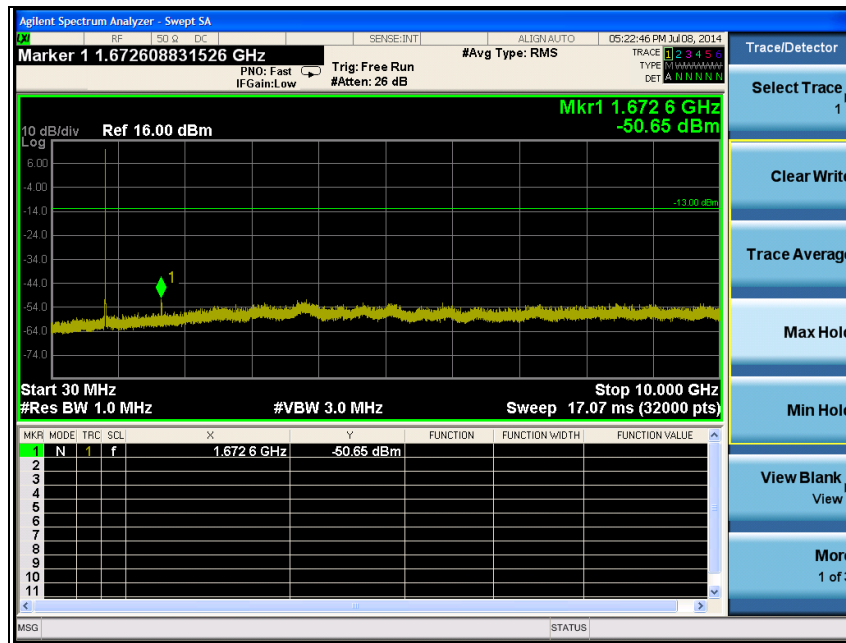 Agilent Spectrum Analyzer - Swept SA
LXI RF 50 Ω DC SENSE:INT ALIGN AUTO 05:22:46 PM Jul 08, 2014
Marker 1 1.672608831526 GHz #Avg Type: RMS TRACE 1 2 3 4 5 6
PNO: Fast Trig: Free Run TYPE M W W W W W
IFGain:Low #Atten: 26 dB DET A N N N N N
Mkr1 1.672 6 GHz
10 dB/div Ref 16.00 dBm -50.65 dBm
Log
6.00
-4.00
-13.00 dBm
-14.0
-24.0
-34.0
1
-44.0
-54.0
-64.0
-74.0
Start 30 MHz Stop 10.000 GHz
#Res BW 1.0 MHz #VBW 3.0 MHz Sweep 17.07 ms (32000 pts)
MKR MODE TRC SCL X Y FUNCTION FUNCTION WIDTH FUNCTION VALUE
1 N 1 f 1.672 6 GHz -50.65 dBm
2
3
4
5
6
7
8
9
10
11
MSG STATUS
Trace/Detector
Select Trace
1
Clear Write
Trace Average
Max Hold
Min Hold
View Blank
View
More
1 of 3